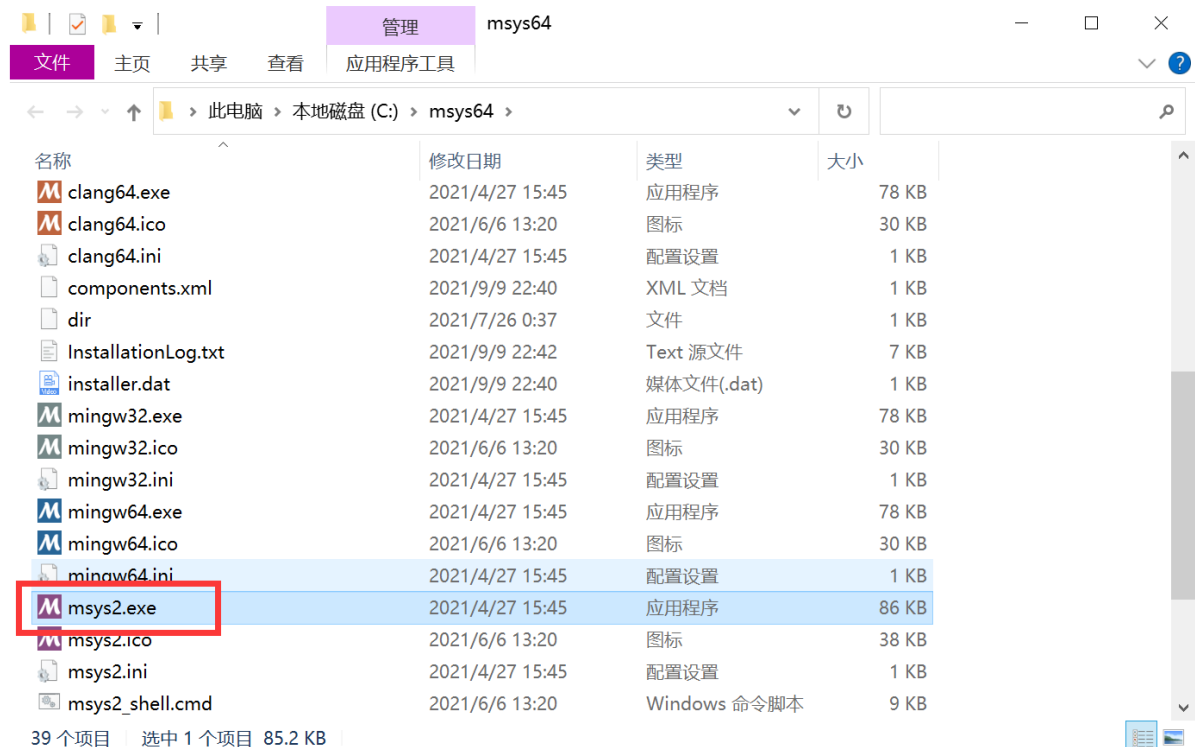 管理 msys64
文件 主页 共享 查看 应用程序工具
此电脑 本地磁盘 (C:) msys64
名称 修改日期 类型 大小
clang64.exe 2021/4/27 15:45 应用程序 78 KB
clang64.ico 2021/6/6 13:20 图标 30 KB
clang64.ini 2021/4/27 15:45 配置设置 1 KB
components.xml 2021/9/9 22:40 XML 文档 1 KB
dir 2021/7/26 0:37 文件 1 KB
InstallationLog.txt 2021/9/9 22:42 Text 源文件 7 KB
installer.dat 2021/9/9 22:40 媒体文件(.dat) 1 KB
mingw32.exe 2021/4/27 15:45 应用程序 78 KB
mingw32.ico 2021/6/6 13:20 图标 30 KB
mingw32.ini 2021/4/27 15:45 配置设置 1 KB
mingw64.exe 2021/4/27 15:45 应用程序 78 KB
mingw64.ico 2021/6/6 13:20 图标 30 KB
mingw64.ini 2021/4/27 15:45 配置设置 1 KB
msys2.exe 2021/4/27 15:45 应用程序 86 KB
msys2.ico 2021/6/6 13:20 图标 38 KB
msys2.ini 2021/4/27 15:45 配置设置 1 KB
msys2_shell.cmd 2021/6/6 13:20 Windows 命令脚本 9 KB
39 个项目 选中 1 个项目 85.2 KB